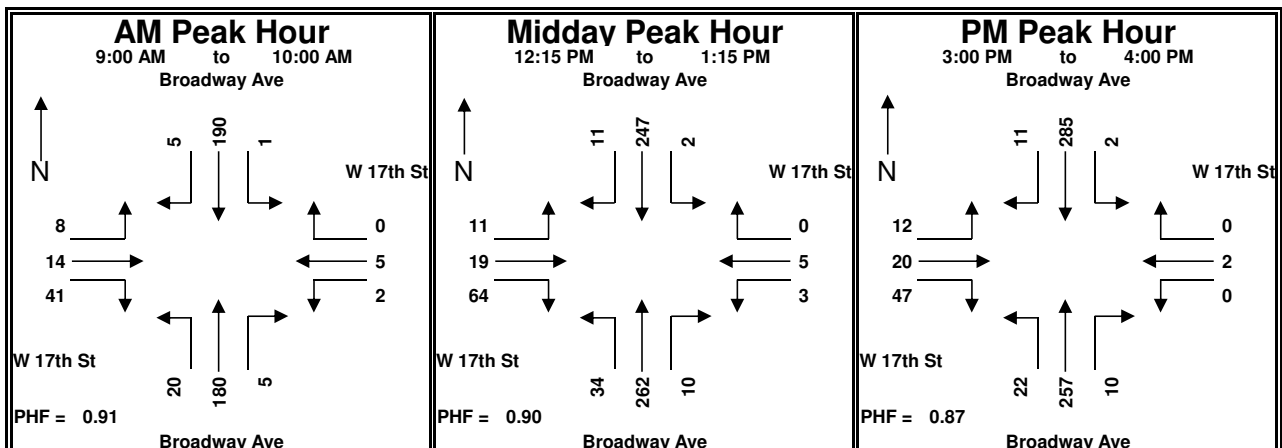 AM Peak Hour
9:00 AM to 10:00 AM
Broadway Ave
5 190 1
N
W 17th St
8 0
14 5
41 2
W 17th St
20 180 5
PHF = 0.91
Broadway Ave
Midday Peak Hour
12:15 PM to 1:15 PM
Broadway Ave
11 247 2
N
W 17th St
11 0
19 5
64 3
W 17th St
34 262 10
PHF = 0.90
Broadway Ave
PM Peak Hour
3:00 PM to 4:00 PM
Broadway Ave
11 285 2
N
W 17th St
12 0
20 2
47 0
W 17th St
22 257 10
PHF = 0.87
Broadway Ave